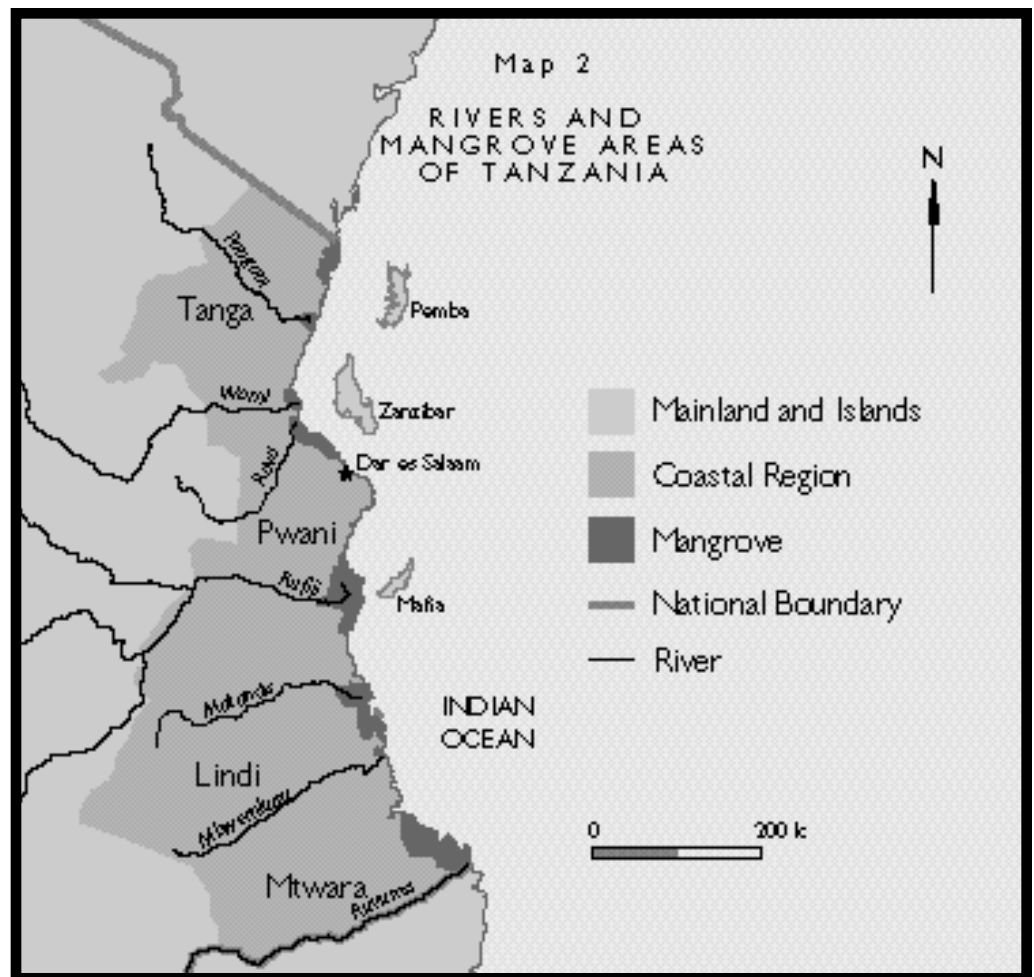 Map 2
RIVERS AND
MANGROVE AREAS
OF TANZANIA
N
Pangani
Tanga
Pemba
Wami
Zanzibar
Ruvu
Dar es Salaam
Pwani
Rufiji
Mafia
Mainland and Islands
Coastal Region
Mangrove
National Boundary
River
Matandu
INDIAN
OCEAN
Lindi
Mbwemkuru
0 200 k
Mtwara
Ruvuma